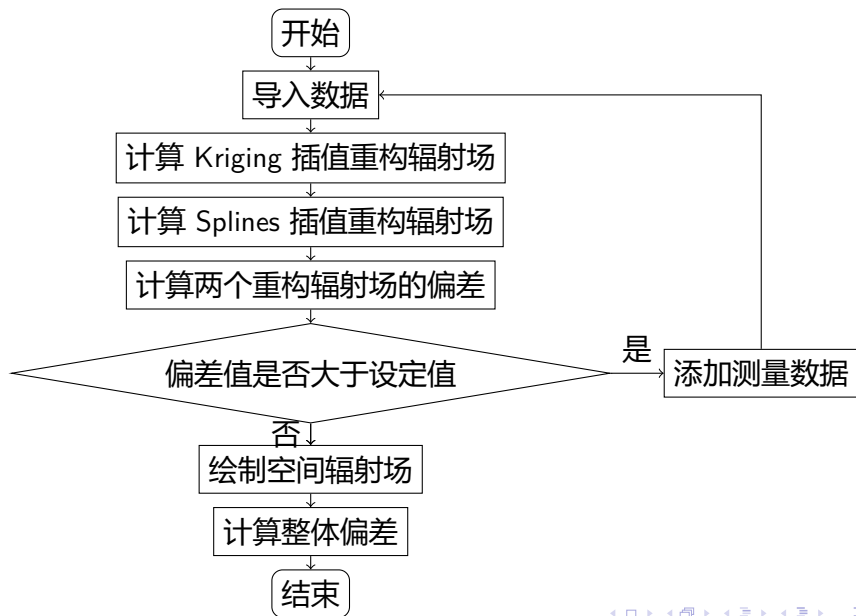 开始
导入数据
计算 Kriging 插值重构辐射场
计算 Splines 插值重构辐射场
计算两个重构辐射场的偏差
偏差值是否大于设定值
是
添加测量数据
否
绘制空间辐射场
计算整体偏差
结束